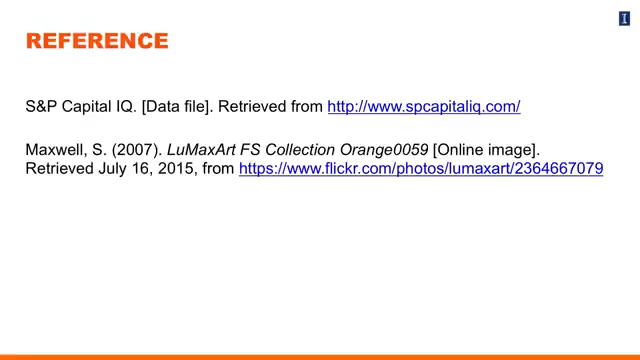 REFERENCE
S&P Capital IQ. [Data file]. Retrieved from http://www.spcapitaliq.com/
Maxwell, S. (2007). LuMaxArt FS Collection Orange0059 [Online image].
Retrieved July 16, 2015, from https://www.flickr.com/photos/lumaxart/2364667079